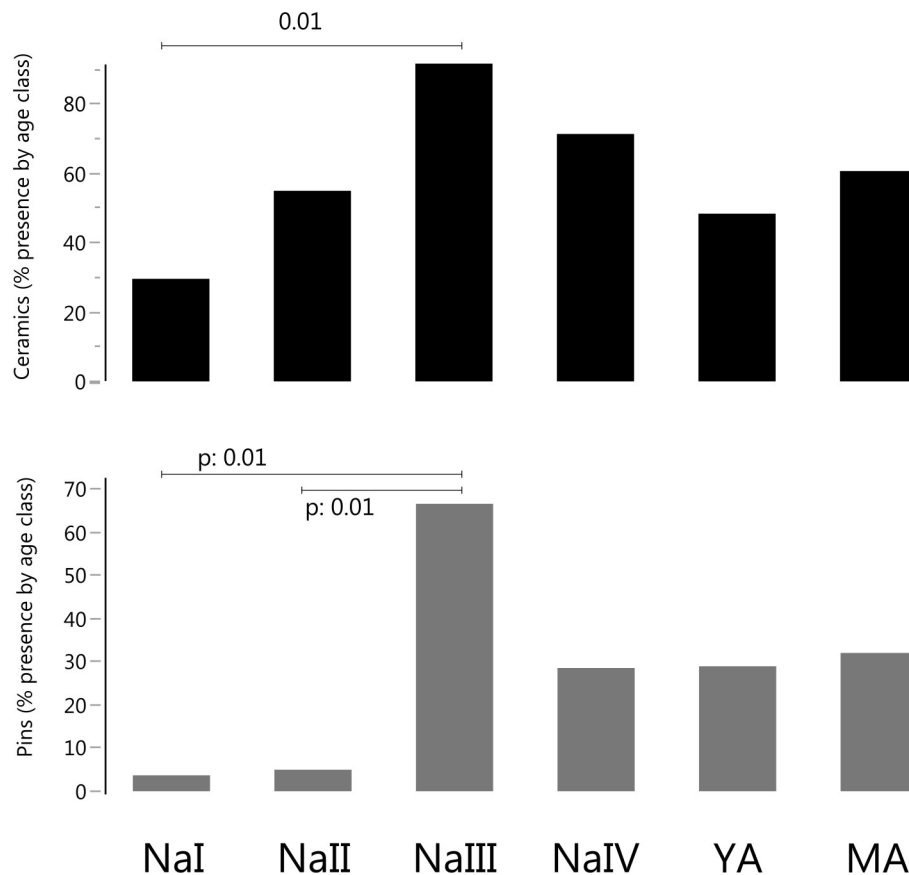 0.01
Ceramics (% presence by age class)
80
60
40
20
0
p: 0.01
p: 0.01
Pins (% presence by age class)
70
60
50
40
30
20
10
0
NaI NaII NaIII NaIV YA MA